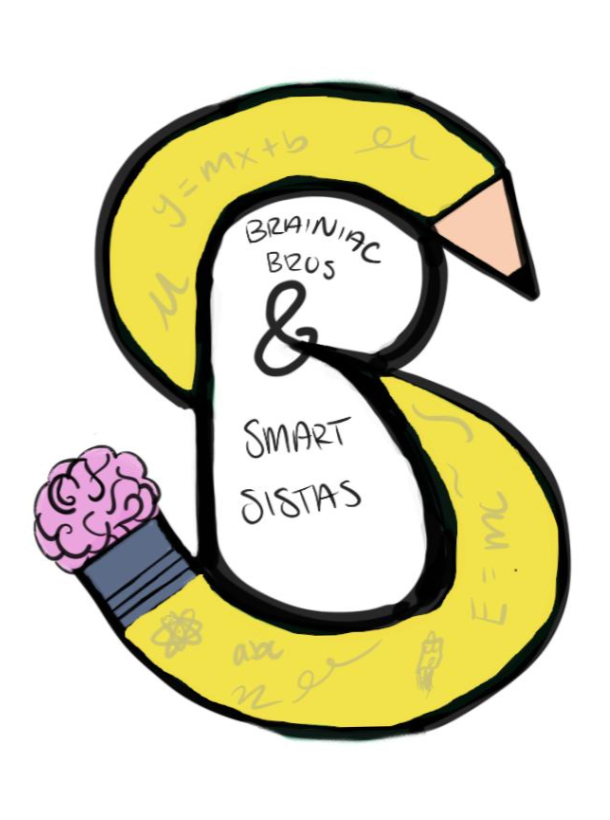 y=mx+b
BRAINIAC
BROS
&
SMART
SISTAS
E=mc
abc